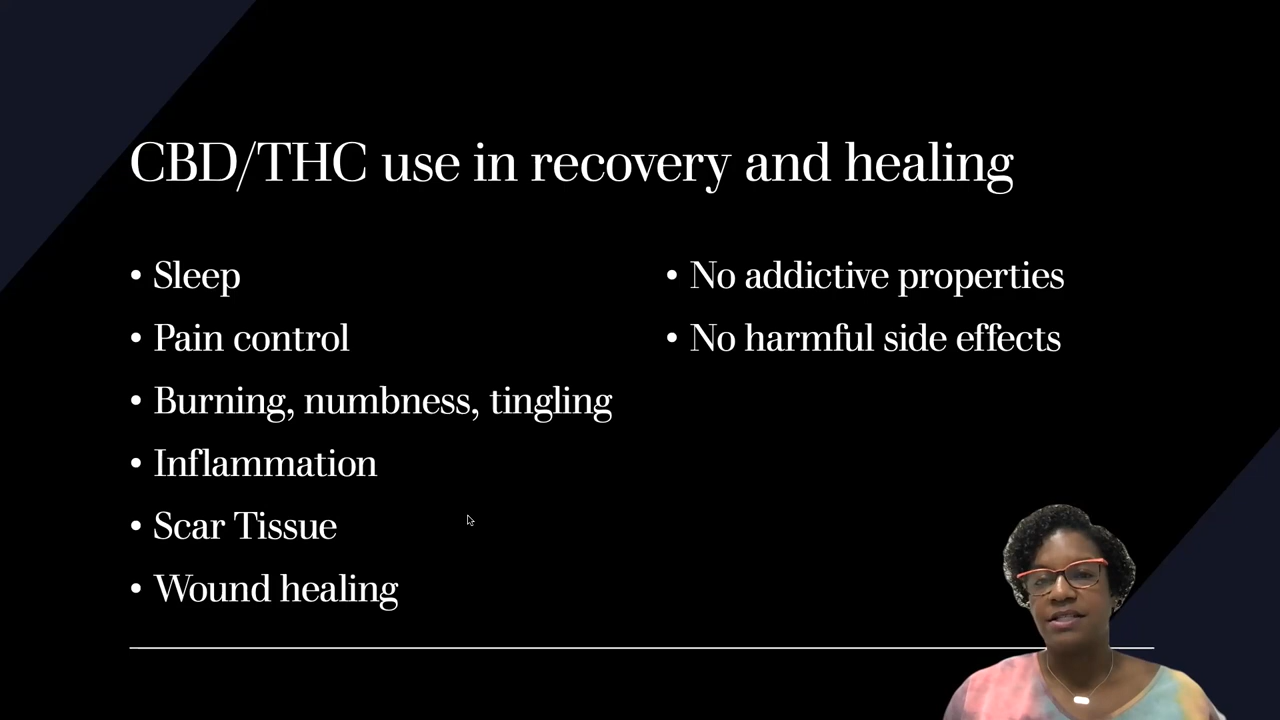 CBD/THC use in recovery and healing
• Sleep
• Pain control
• Burning, numbness, tingling
• Inflammation
• Scar Tissue
• Wound healing
• No addictive properties
• No harmful side effects